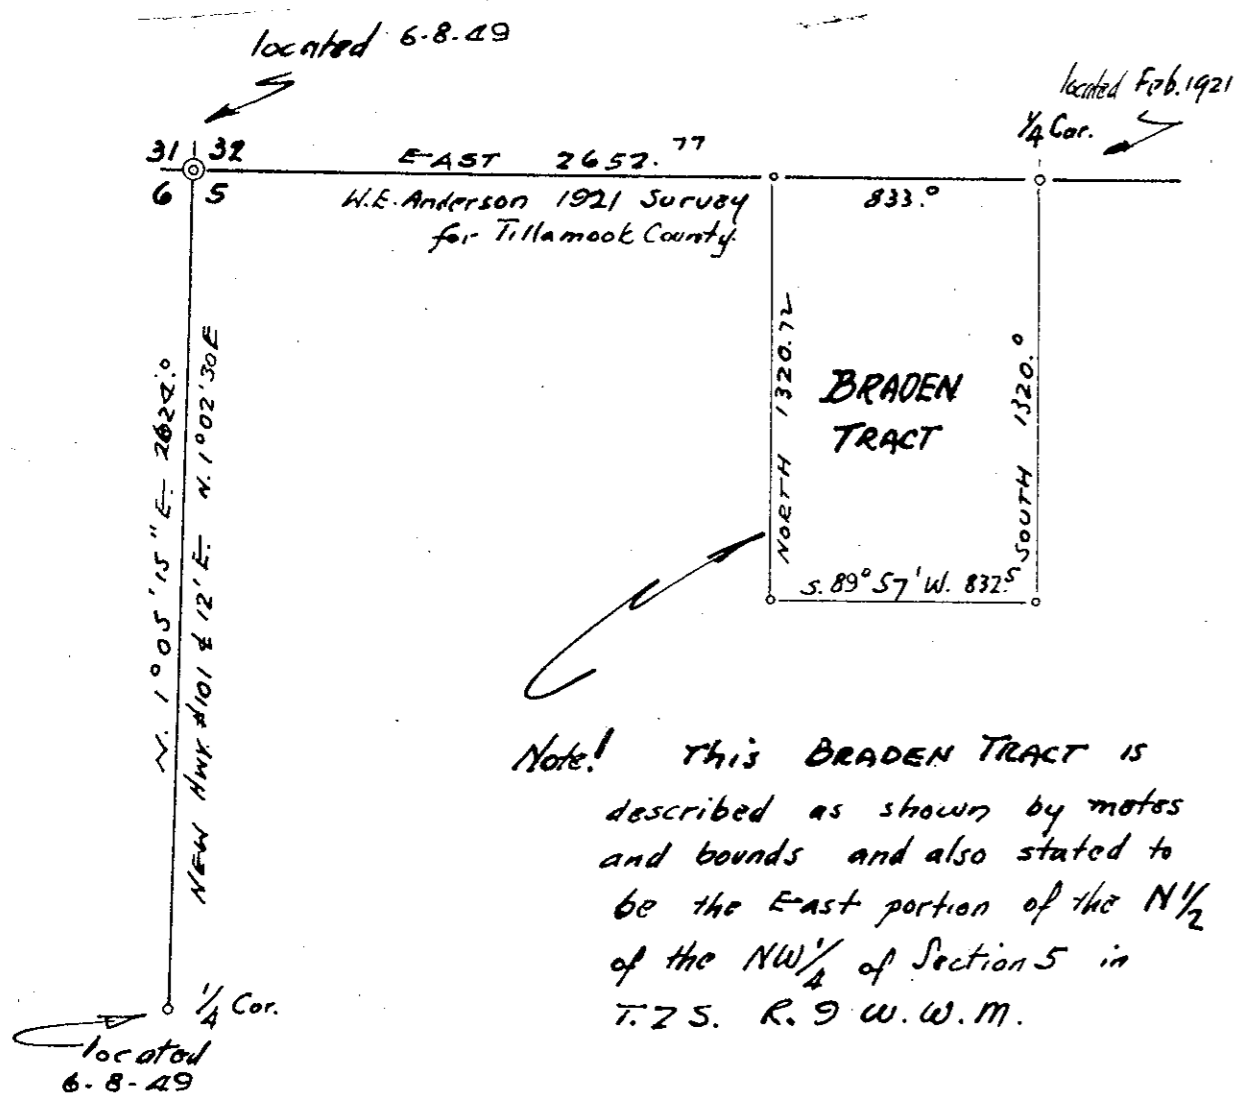 located 6-8-49
located Feb. 1921
1/4 Cor.
31 32
6 5
EAST 2652.77
833.0
W.E. Anderson 1921 Survey
for Tillamook County.
N. 1° 05' 15" E. 2624.0
NEW HWY. #101 & 12' E. N. 1° 02' 30 E
NORTH 1320.72
BRADEN
TRACT
SOUTH 1320.0
S. 89° 57' W. 832.5
Note! This BRADEN TRACT is
described as shown by metes
and bounds and also stated to
be the East portion of the N 1/2
of the NW 1/4 of Section 5 in
T. 2 S. R. 9 W. W. M.
1/4 Cor.
located
6-8-49